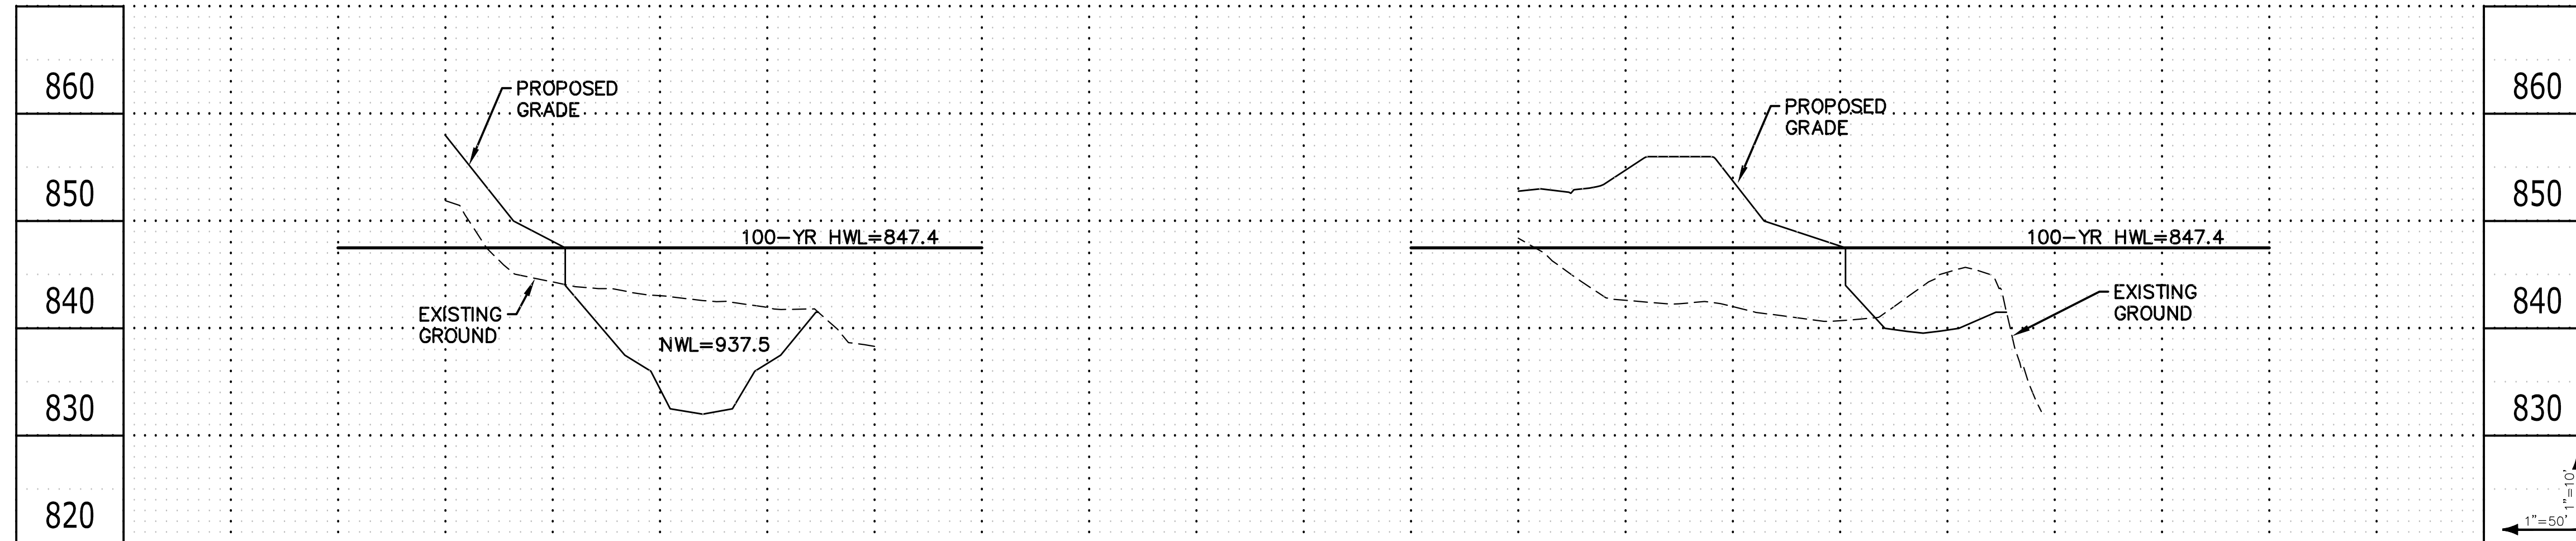 860
850
840
830
820
PROPOSED
GRADE
100-YR HWL=847.4
EXISTING
GROUND
NWL=937.5
PROPOSED
GRADE
100-YR HWL=847.4
EXISTING
GROUND
860
850
840
830
1"=10'
1"=50'